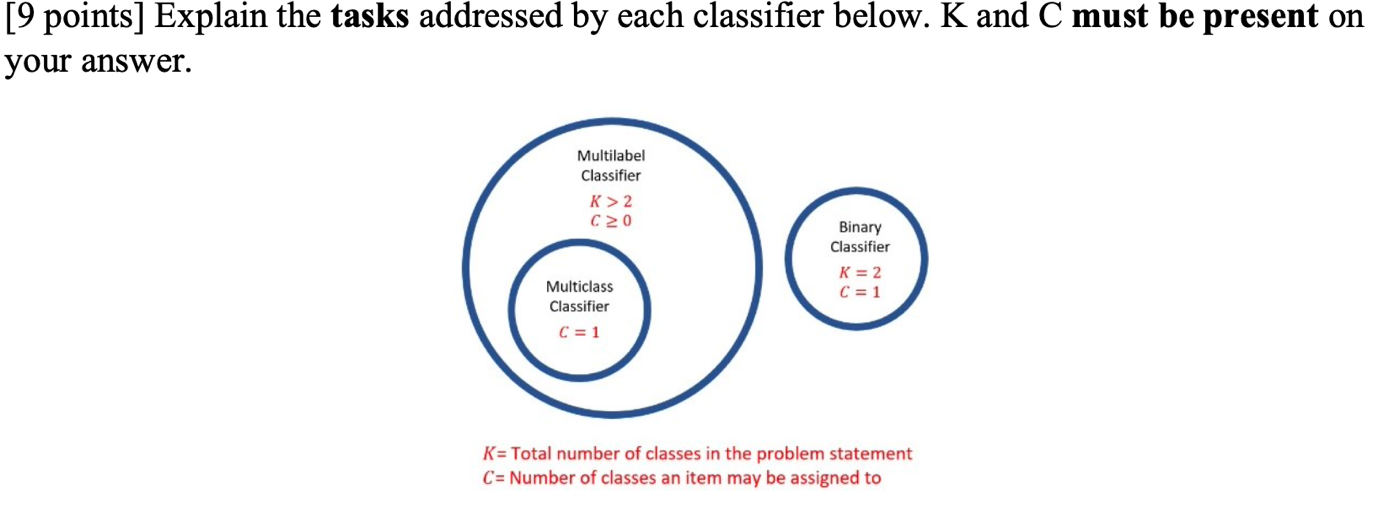 [9 points] Explain the tasks addressed by each classifier below. K and C must be present on
your answer.
Multilabel
Classifier
K > 2
C ≥ 0
Multiclass
Classifier
C = 1
Binary
Classifier
K = 2
C = 1
K= Total number of classes in the problem statement
C= Number of classes an item may be assigned to